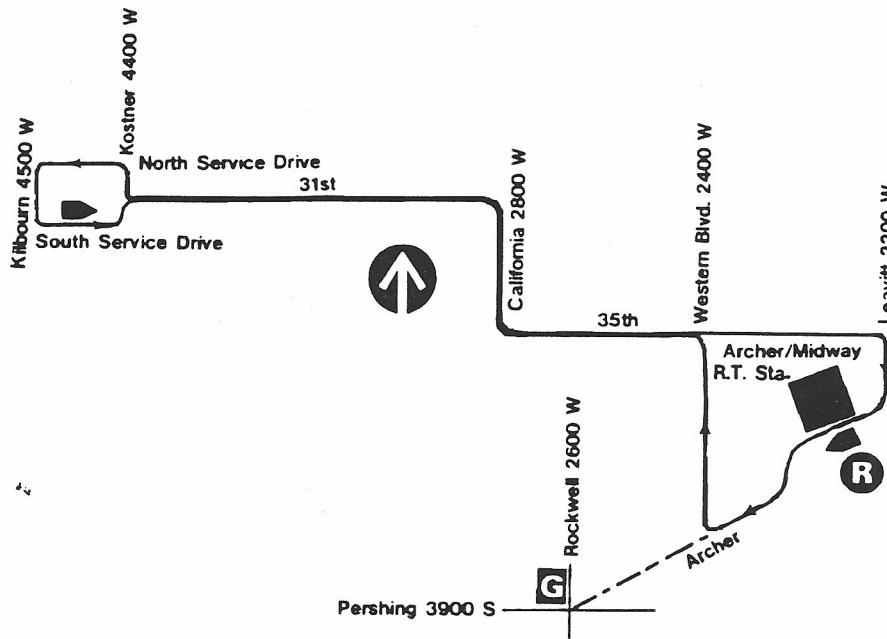 Kostner 4400 W
Kilbourn 4500 W
North Service Drive
31st
South Service Drive
California 2800 W
Western Blvd. 2400 W
35th
Archer/Midway
R.T. Sta.
R
Rockwell 2600 W
Archer
G
Pershing 3900 S